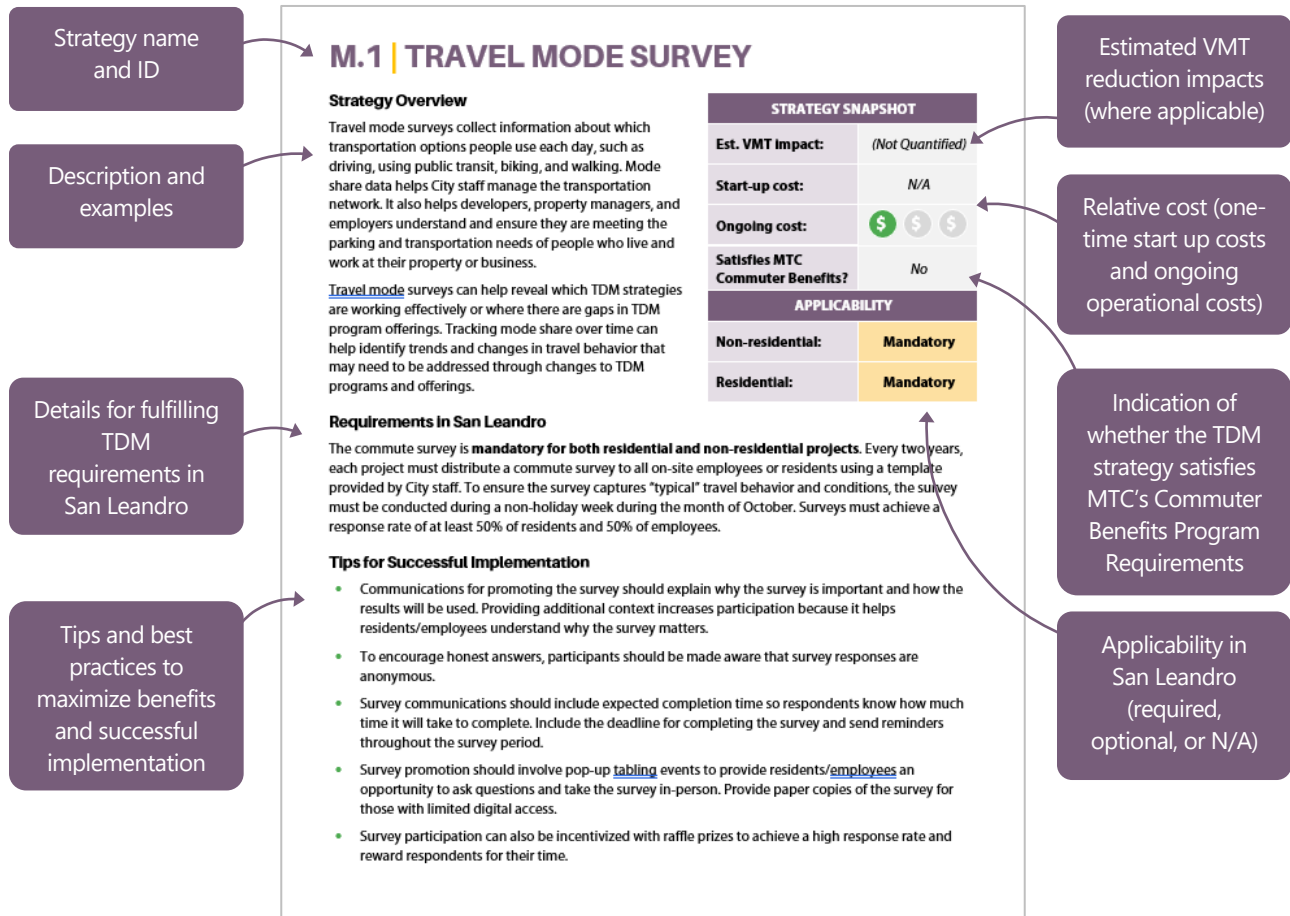 Strategy name
and ID
Description and
examples
Details for fulfilling
TDM
requirements in
San Leandro
Tips and best
practices to
maximize benefits
and successful
implementation
M.1 | TRAVEL MODE SURVEY
Strategy Overview
Travel mode surveys collect information about which
transportation options people use each day, such as
driving, using public transit, biking, and walking. Mode
share data helps City staff manage the transportation
network. It also helps developers, property managers, and
employers understand and ensure they are meeting the
parking and transportation needs of people who live and
work at their property or business.
Travel mode surveys can help reveal which TDM strategies
are working effectively or where there are gaps in TDM
program offerings. Tracking mode share over time can
help identify trends and changes in travel behavior that
may need to be addressed through changes to TDM
programs and offerings.
STRATEGY SNAPSHOT
Est. VMT impact: (Not Quantified)
Start-up cost: N/A
Ongoing cost: $ $ $
Satisfies MTC
Commuter Benefits? No
APPLICABILITY
Non-residential: Mandatory
Residential: Mandatory
Requirements in San Leandro
The commute survey is mandatory for both residential and non-residential projects. Every two years,
each project must distribute a commute survey to all on-site employees or residents using a template
provided by City staff. To ensure the survey captures “typical” travel behavior and conditions, the survey
must be conducted during a non-holiday week during the month of October. Surveys must achieve a
response rate of at least 50% of residents and 50% of employees.
Tips for Successful Implementation
• Communications for promoting the survey should explain why the survey is important and how the
results will be used. Providing additional context increases participation because it helps
residents/employees understand why the survey matters.
• To encourage honest answers, participants should be made aware that survey responses are
anonymous.
• Survey communications should include expected completion time so respondents know how much
time it will take to complete. Include the deadline for completing the survey and send reminders
throughout the survey period.
• Survey promotion should involve pop-up tabling events to provide residents/employees an
opportunity to ask questions and take the survey in-person. Provide paper copies of the survey for
those with limited digital access.
• Survey participation can also be incentivized with raffle prizes to achieve a high response rate and
reward respondents for their time.
Estimated VMT
reduction impacts
(where applicable)
Relative cost (one-
time start up costs
and ongoing
operational costs)
Indication of
whether the TDM
strategy satisfies
MTC’s Commuter
Benefits Program
Requirements
Applicability in
San Leandro
(required,
optional, or N/A)